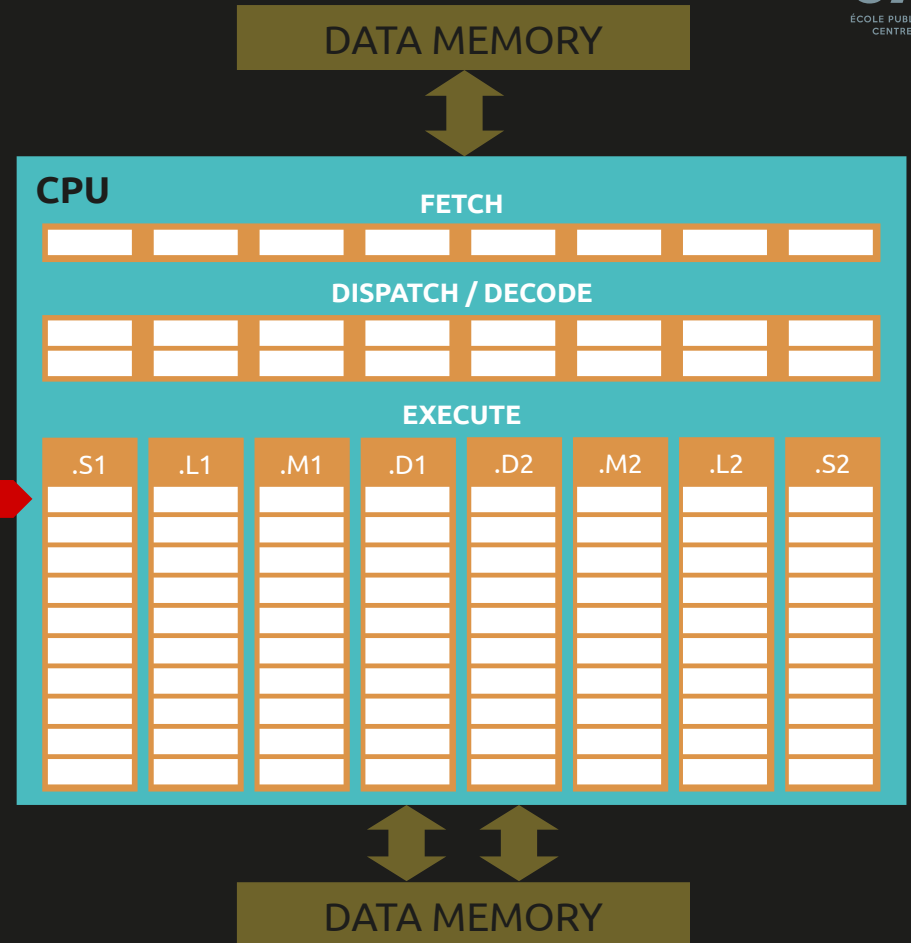 ÉCOLE
CENTRE
DATA MEMORY
CPU
FETCH
DISPATCH / DECODE
EXECUTE
.S1 .L1 .M1 .D1 .D2 .M2 .L2 .S2
DATA MEMORY